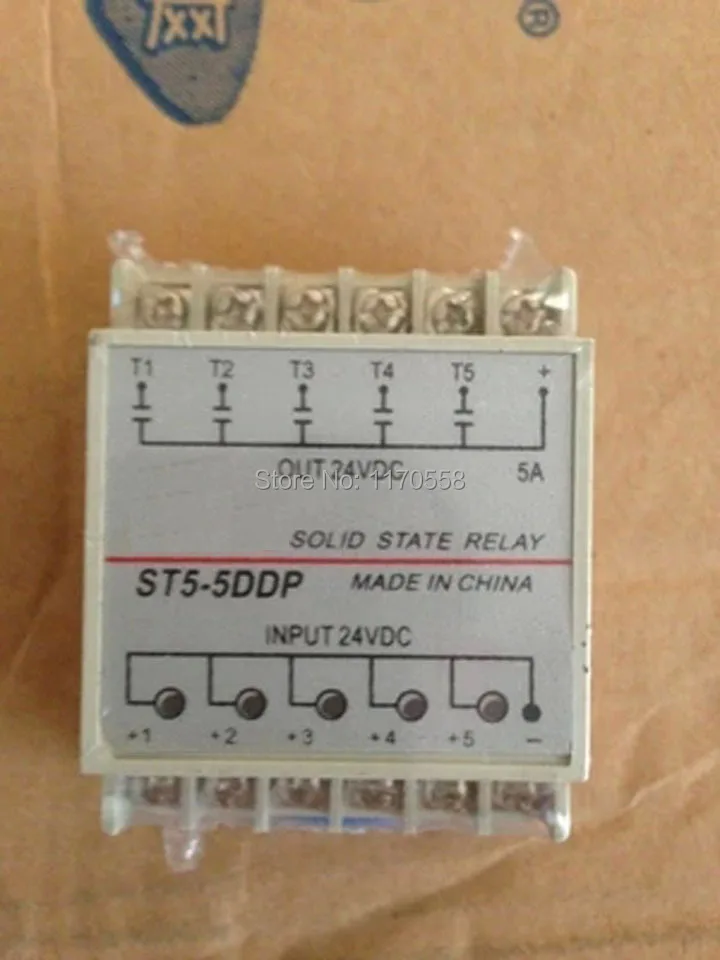 ®
T1 T2 T3 T4 T5 +
OUT 24VDC 5A
Store No: 1170558
SOLID STATE RELAY
ST5-5DDP MADE IN CHINA
INPUT 24VDC
+1 +2 +3 +4 +5 −